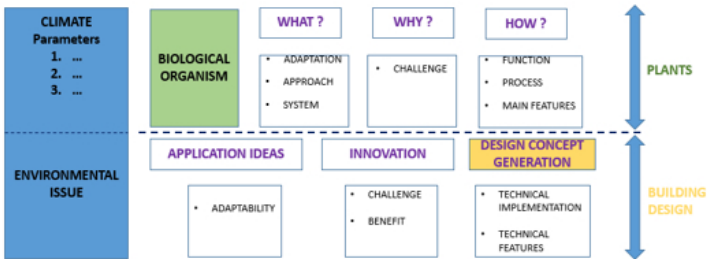 CLIMATE
Parameters
1. ...
2. ...
3. ...
BIOLOGICAL
ORGANISM
WHAT ?
• ADAPTATION
• APPROACH
• SYSTEM
WHY ?
• CHALLENGE
HOW ?
• FUNCTION
• PROCESS
• MAIN FEATURES
PLANTS
ENVIRONMENTAL
ISSUE
APPLICATION IDEAS
• ADAPTABILITY
INNOVATION
• CHALLENGE
• BENEFIT
DESIGN CONCEPT
GENERATION
• TECHNICAL
IMPLEMENTATION
• TECHNICAL
FEATURES
BUILDING
DESIGN